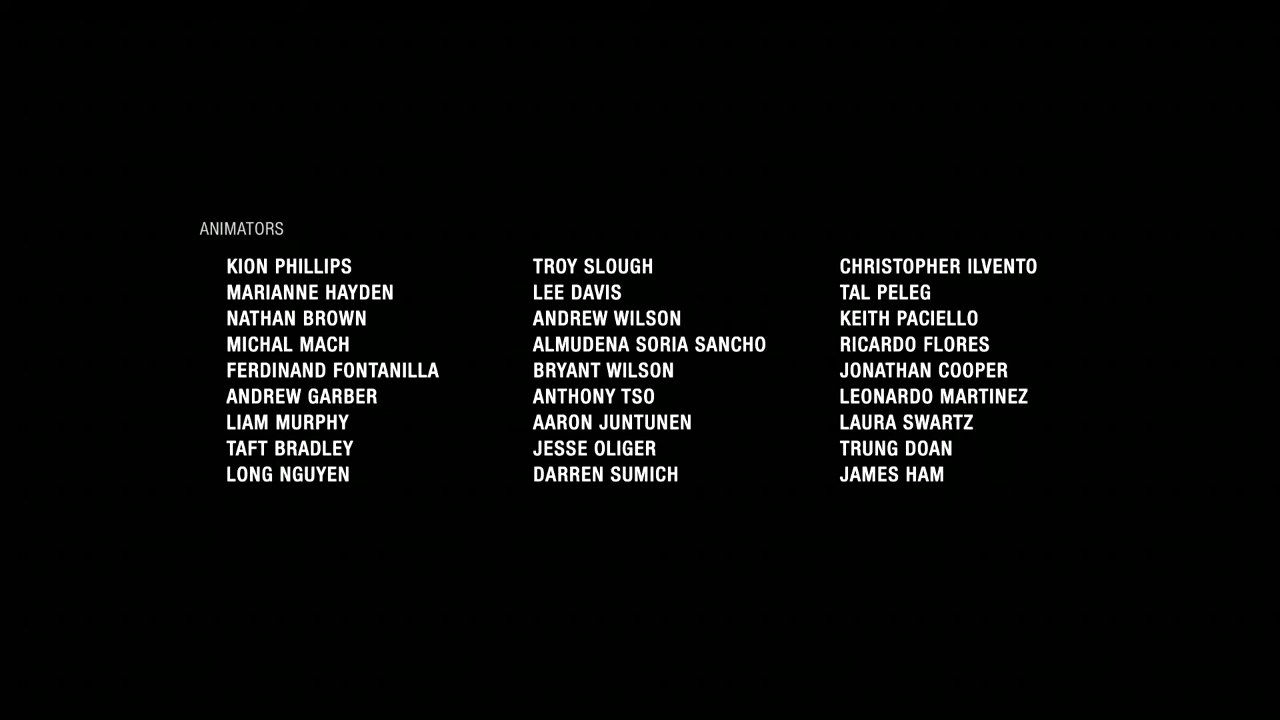 ANIMATORS
KION PHILLIPS
MARIANNE HAYDEN
NATHAN BROWN
MICHAL MACH
FERDINAND FONTANILLA
ANDREW GARBER
LIAM MURPHY
TAFT BRADLEY
LONG NGUYEN
TROY SLOUGH
LEE DAVIS
ANDREW WILSON
ALMUDENA SORIA SANCHO
BRYANT WILSON
ANTHONY TSO
AARON JUNTUNEN
JESSE OLIGER
DARREN SUMICH
CHRISTOPHER ILVENTO
TAL PELEG
KEITH PACIELLO
RICARDO FLORES
JONATHAN COOPER
LEONARDO MARTINEZ
LAURA SWARTZ
TRUNG DOAN
JAMES HAM